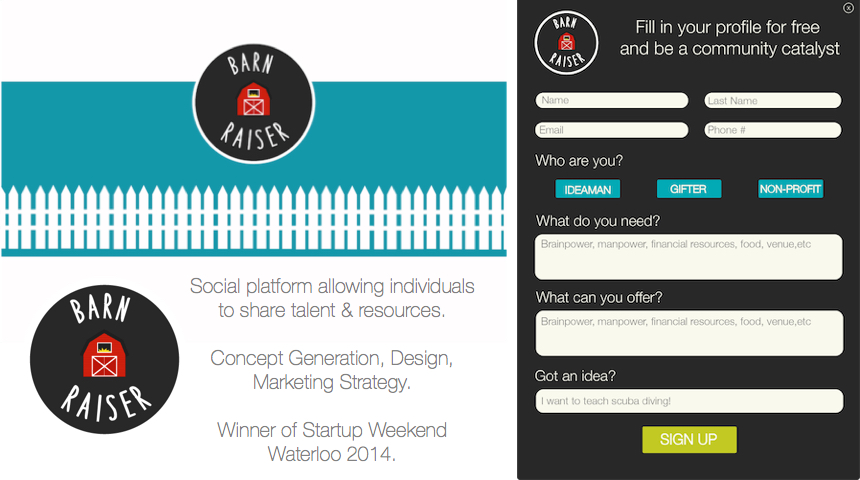 BARN
RAISER
BARN
RAISER
Social platform allowing individuals
to share talent & resources.
Concept Generation, Design,
Marketing Strategy.
Winner of Startup Weekend
Waterloo 2014.
x
BARN
RAISER
Fill in your profile for free
and be a community catalyst
Name
Last Name
Email
Phone #
Who are you?
IDEAMAN
GIFTER
NON-PROFIT
What do you need?
Brainpower, manpower, financial resources, food, venue,etc
What can you offer?
Brainpower, manpower, financial resources, food, venue,etc
Got an idea?
I want to teach scuba diving!
SIGN UP